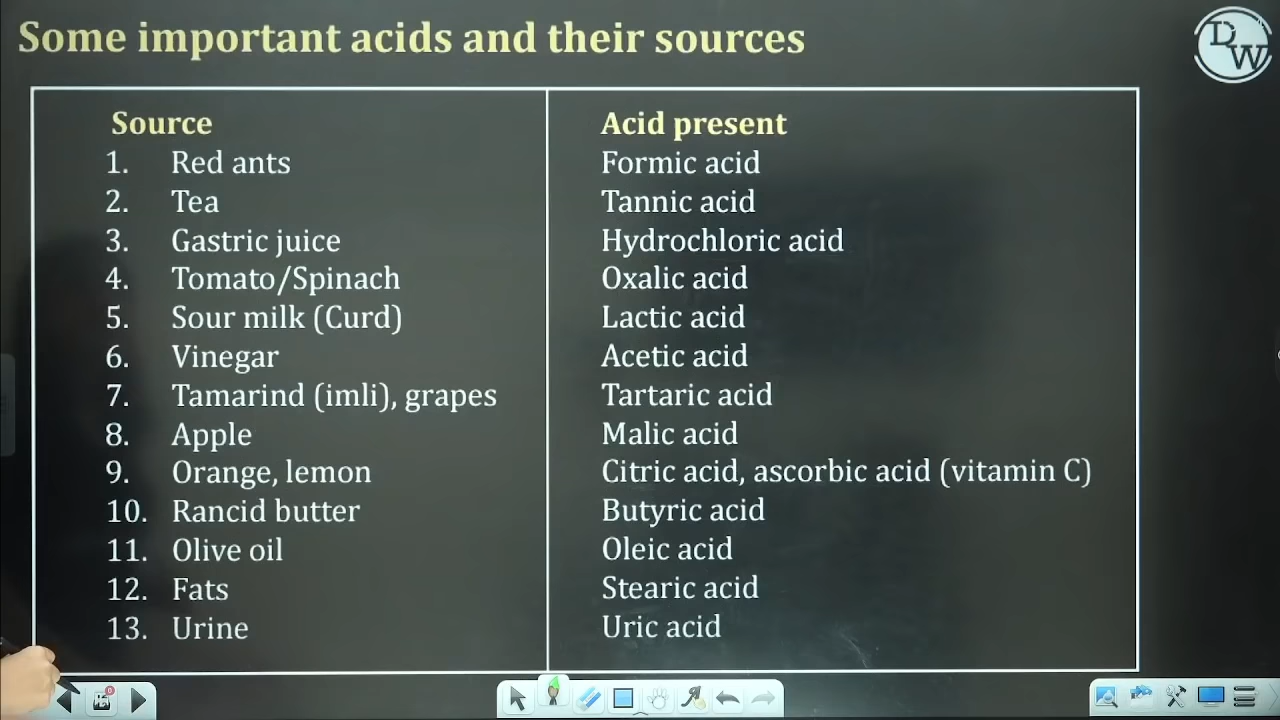 Some important acids and their sources
DW
Source Acid present
1. Red ants Formic acid
2. Tea Tannic acid
3. Gastric juice Hydrochloric acid
4. Tomato/Spinach Oxalic acid
5. Sour milk (Curd) Lactic acid
6. Vinegar Acetic acid
7. Tamarind (imli), grapes Tartaric acid
8. Apple Malic acid
9. Orange, lemon Citric acid, ascorbic acid (vitamin C)
10. Rancid butter Butyric acid
11. Olive oil Oleic acid
12. Fats Stearic acid
13. Urine Uric acid